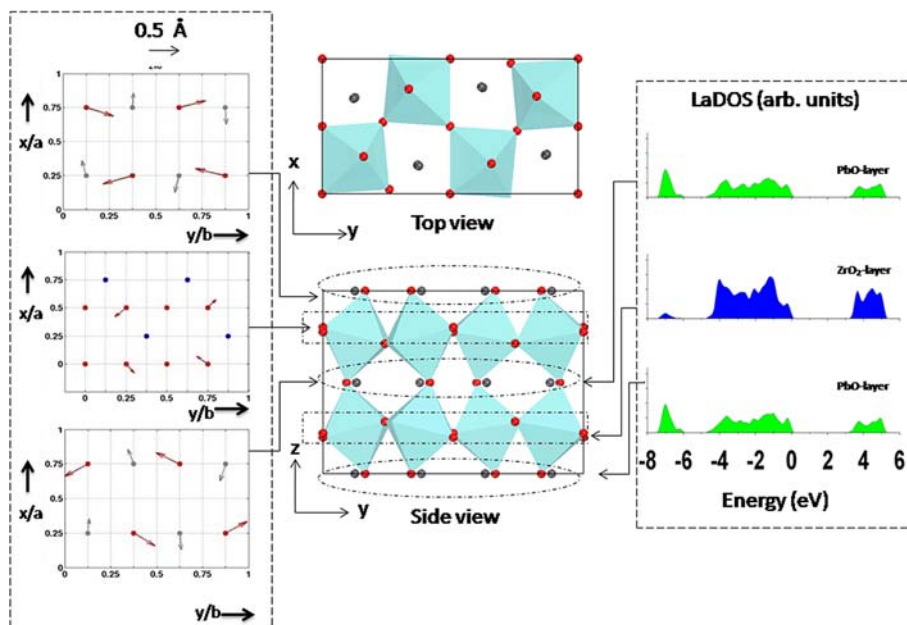 0.5 Å
1
0.75
x/a
0.5
0.25
0
0 0.25 0.5 0.75 1
y/b
1
0.75
x/a
0.5
0.25
0
0 0.25 0.5 0.75 1
y/b
1
0.75
x/a
0.5
0.25
0
0 0.25 0.5 0.75 1
y/b
x
y
Top view
z
y
Side view
LaDOS (arb. units)
PbO-layer
ZrO₂-layer
PbO-layer
-8 -6 -4 -2 0 2 4 6
Energy (eV)